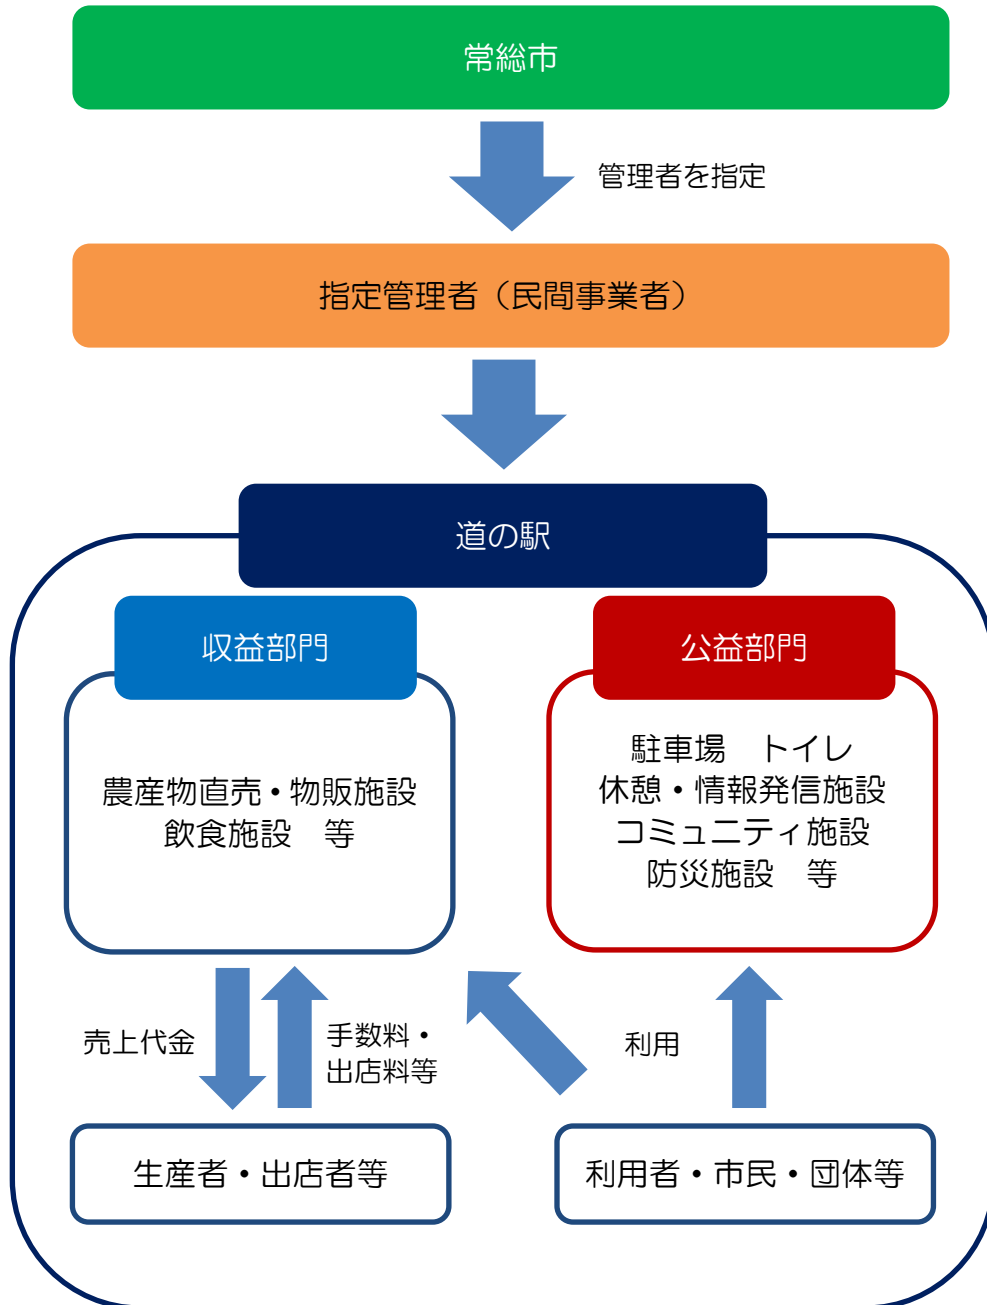 常総市
管理者を指定
指定管理者（民間事業者）
道の駅
収益部門
公益部門
農産物直売・物販施設
飲食施設　等
駐車場　トイレ
休憩・情報発信施設
コミュニティ施設
防災施設　等
売上代金
手数料・
出店料等
利用
生産者・出店者等
利用者・市民・団体等